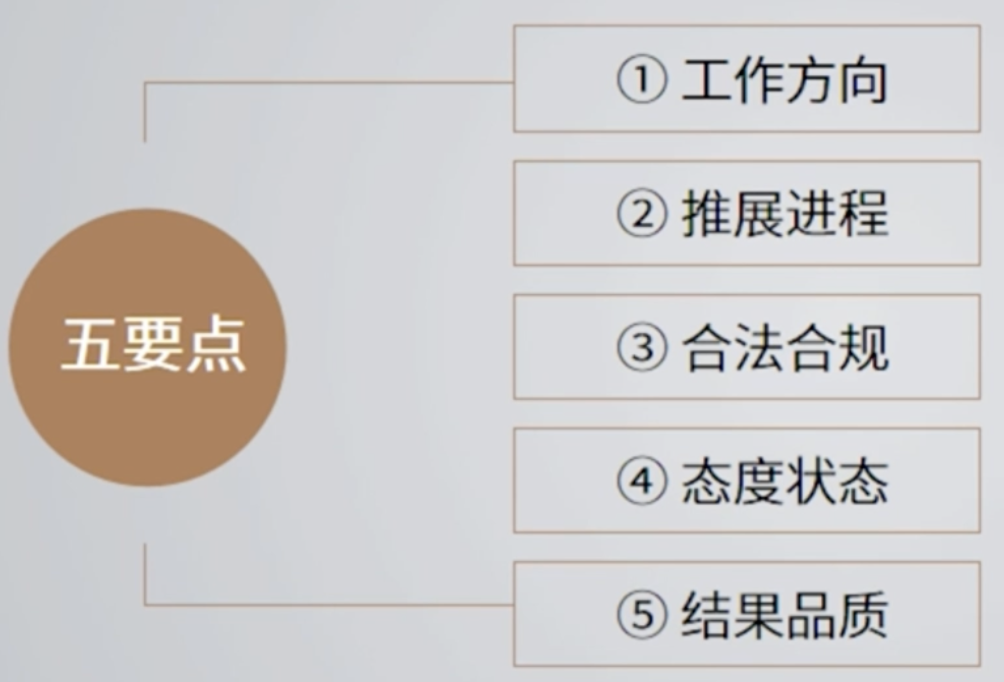 ① 工作方向
② 推展进程
③ 合法合规
五要点
④ 态度状态
⑤ 结果品质